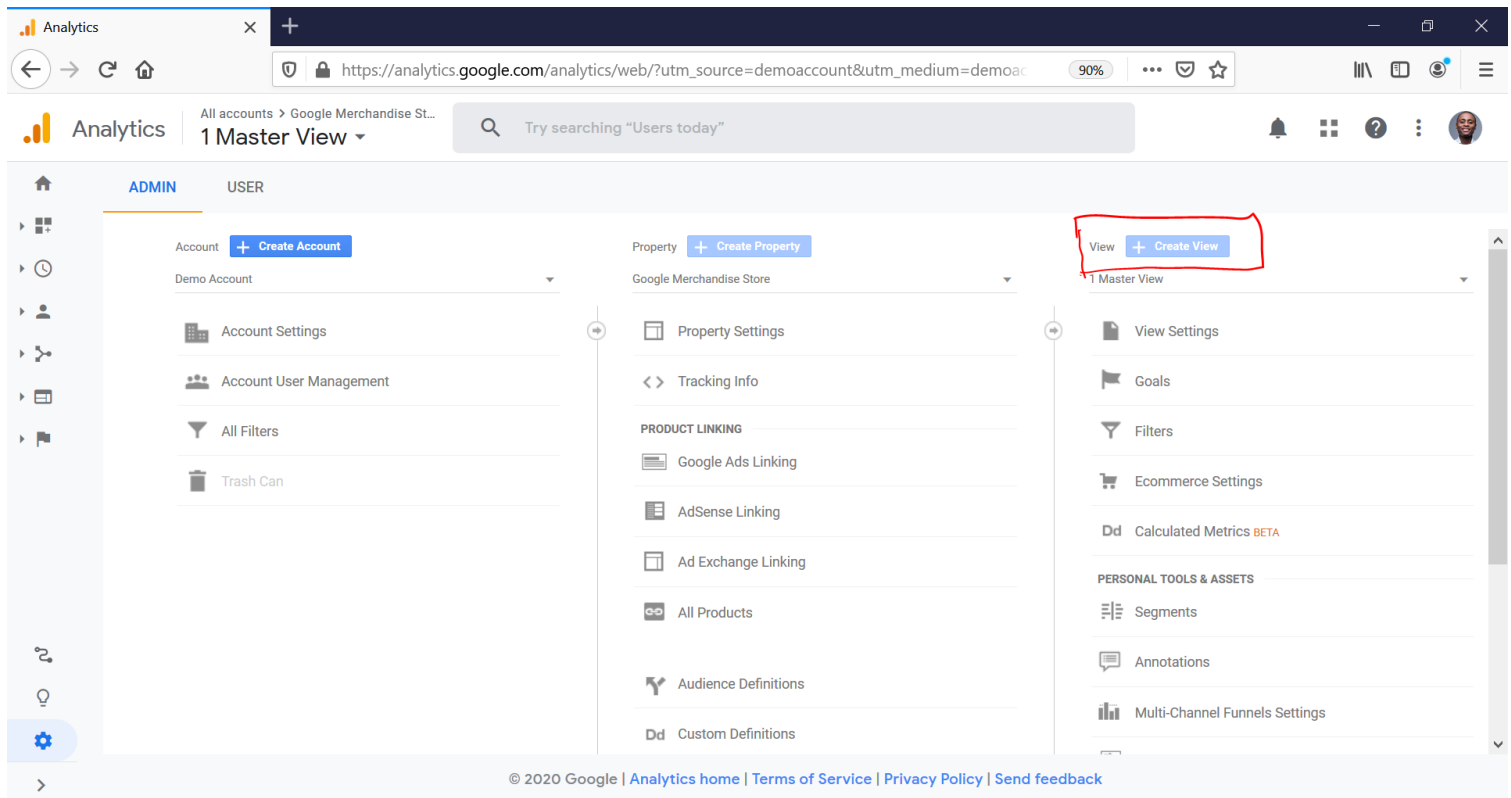 Analytics
https://analytics.google.com/analytics/web/?utm_source=demoaccount&utm_medium=demoac
90%
Analytics
All accounts > Google Merchandise St...
1 Master View
Try searching “Users today”
ADMIN
USER
Account
+ Create Account
Demo Account
Account Settings
Account User Management
All Filters
Trash Can
Property
+ Create Property
Google Merchandise Store
Property Settings
Tracking Info
PRODUCT LINKING
Google Ads Linking
AdSense Linking
Ad Exchange Linking
All Products
Audience Definitions
Dd Custom Definitions
View
+ Create View
1 Master View
View Settings
Goals
Filters
Ecommerce Settings
Dd Calculated Metrics BETA
PERSONAL TOOLS & ASSETS
Segments
Annotations
Multi-Channel Funnels Settings
© 2020 Google | Analytics home | Terms of Service | Privacy Policy | Send feedback